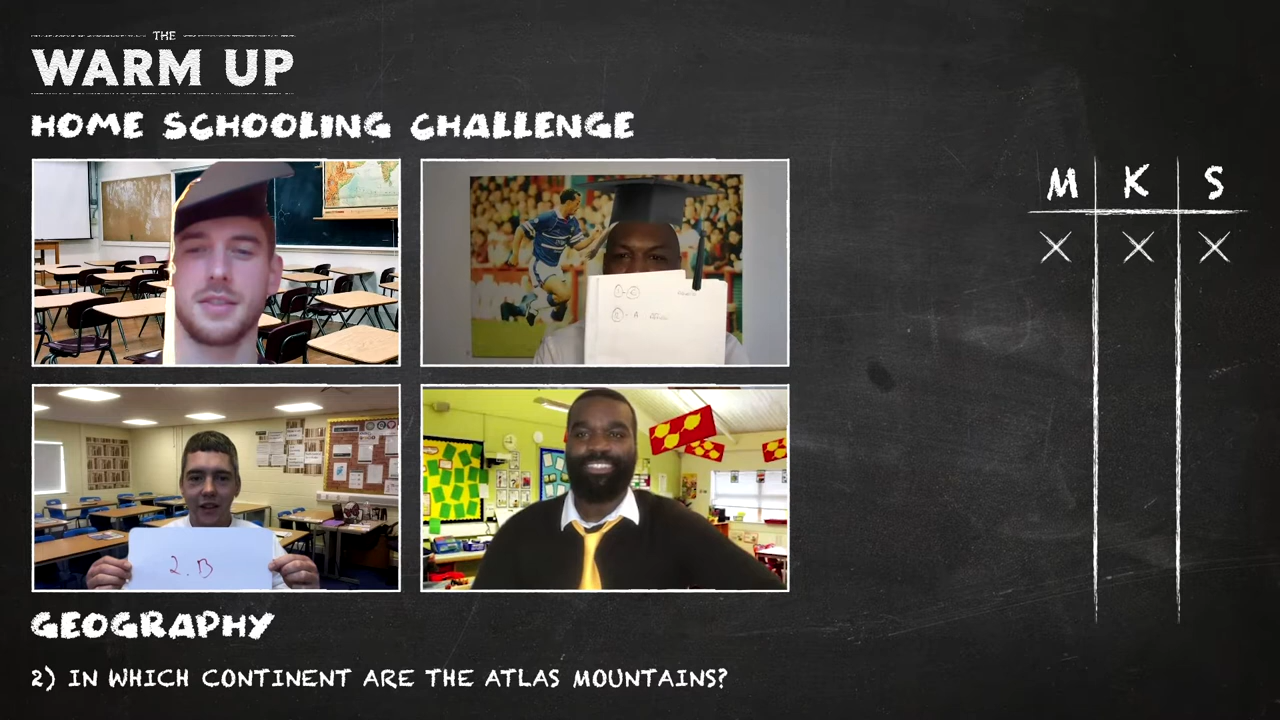 THE
WARM UP
HOME SCHOOLING CHALLENGE
M K S
2. B
GEOGRAPHY
2) IN WHICH CONTINENT ARE THE ATLAS MOUNTAINS?